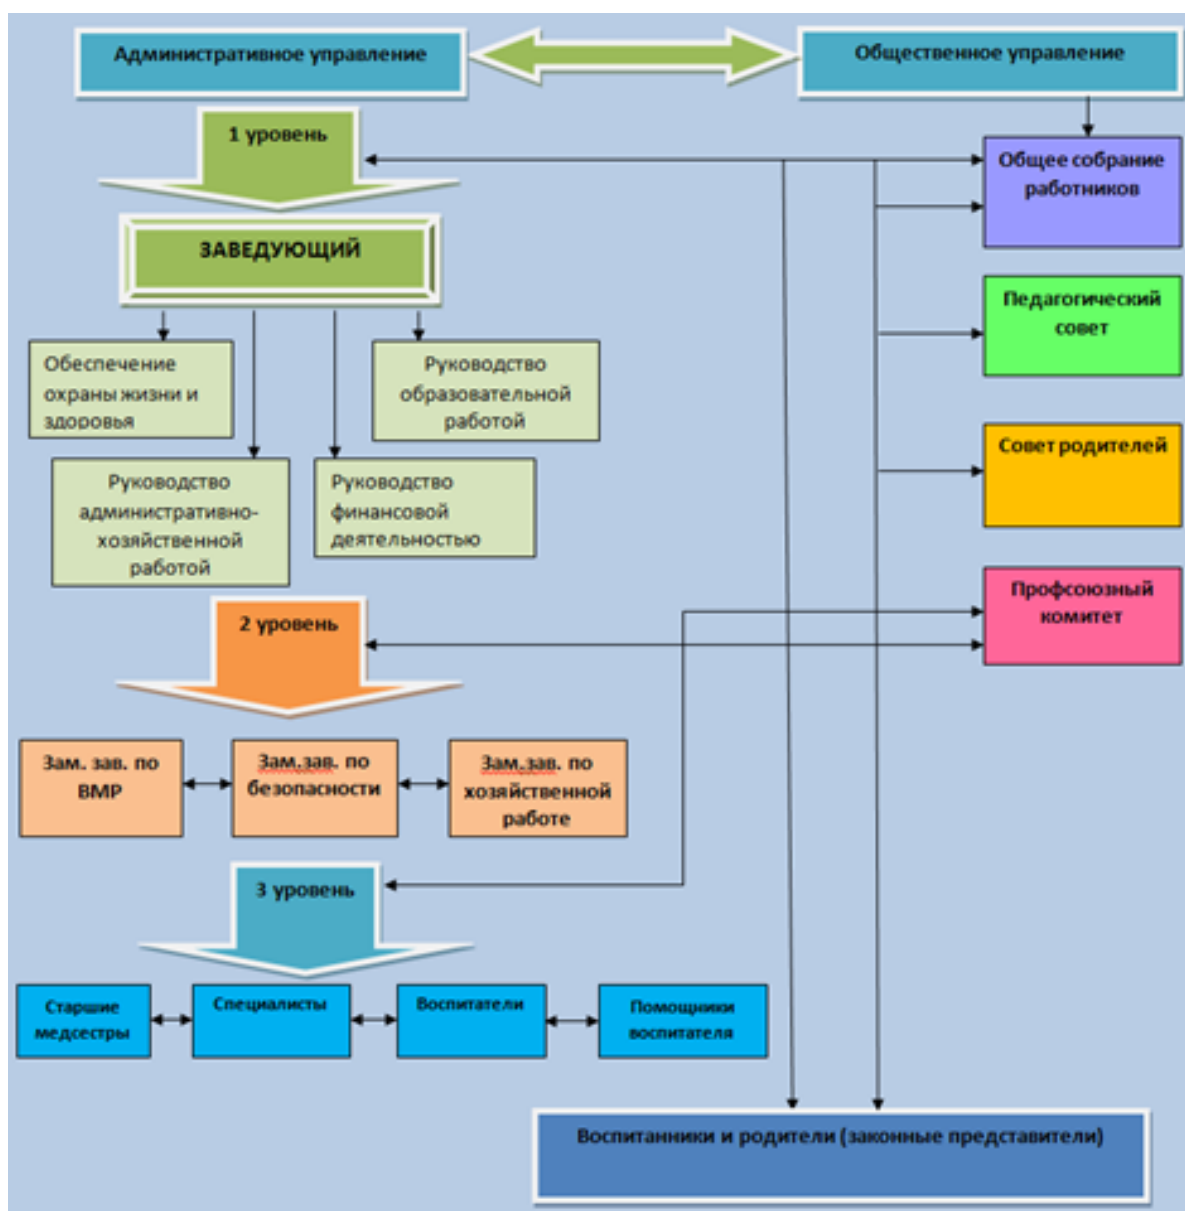 Административное управление
Общественное управление
1 уровень
Общее собрание
работников
ЗАВЕДУЮЩИЙ
Педагогический
совет
Обеспечение
охраны жизни и
здоровья
Руководство
образовательной
работой
Совет родителей
Руководство
административно-
хозяйственной
работой
Руководство
финансовой
деятельностью
Профсоюзный
комитет
2 уровень
Зам. зав. по
ВМР
Зам.зав. по
безопасности
Зам.зав. по
хозяйственной
работе
3 уровень
Старшие
медсестры
Специалисты
Воспитатели
Помощники
воспитателя
Воспитанники и родители (законные представители)